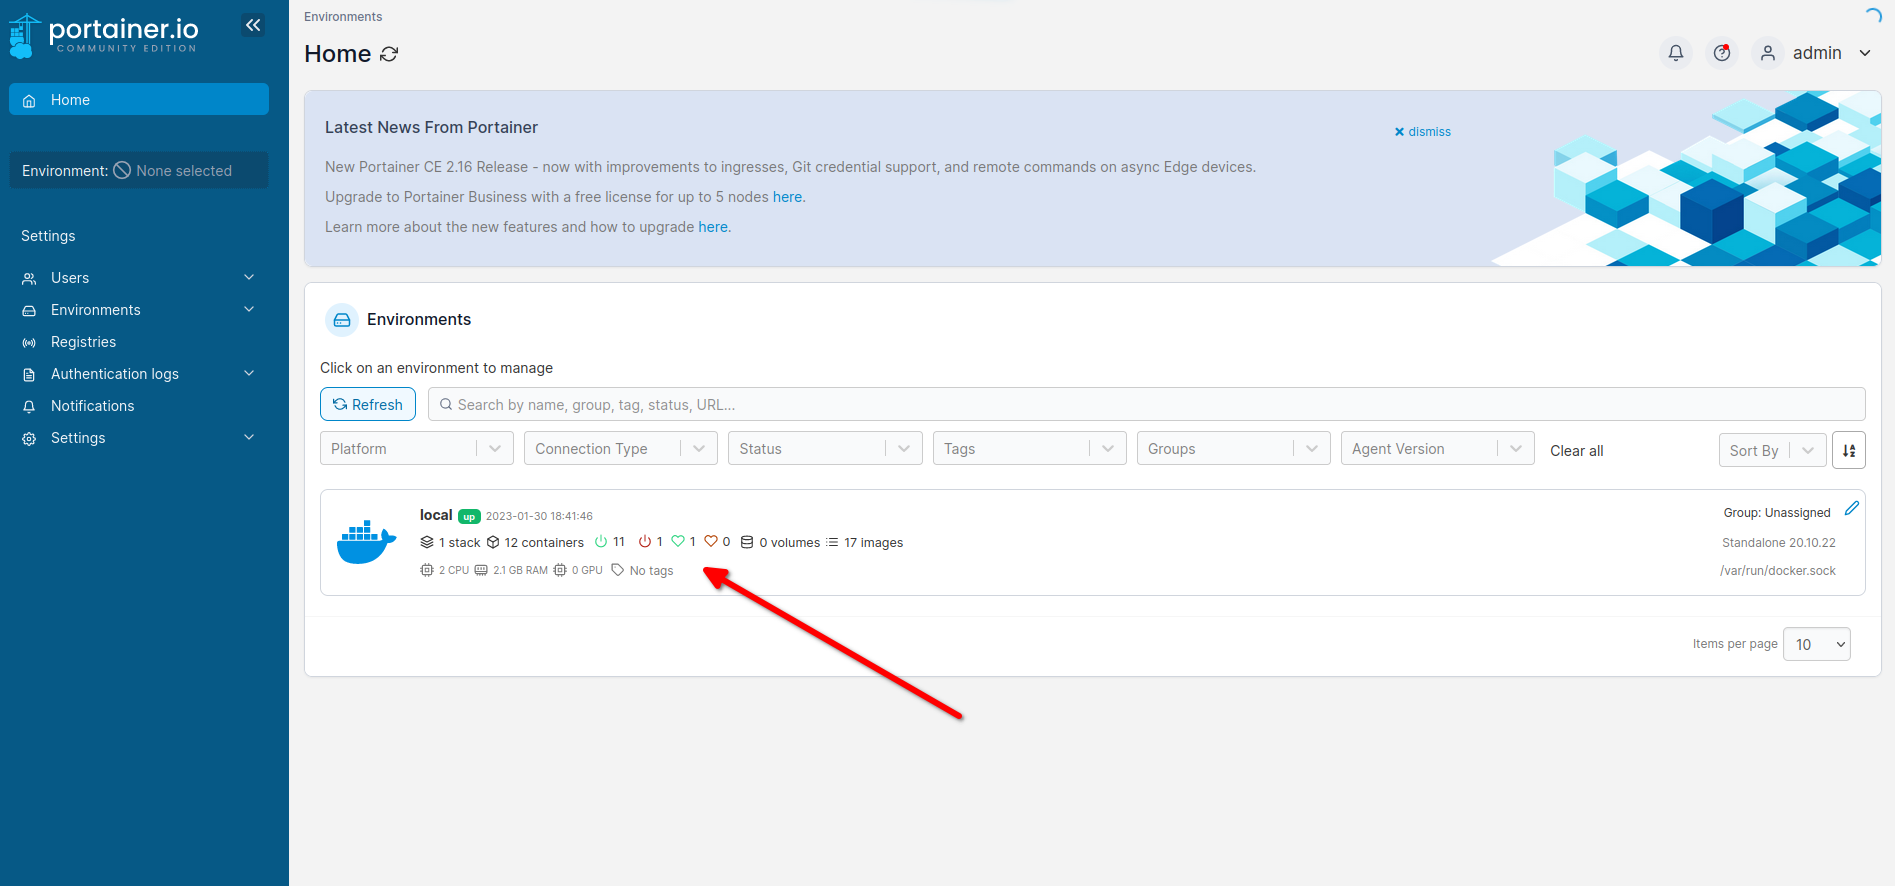 portainer.io
COMMUNITY EDITION
Home
Environment: None selected
Settings
Users
Environments
Registries
Authentication logs
Notifications
Settings
Environments
Home
admin
Latest News From Portainer
dismiss
New Portainer CE 2.16 Release - now with improvements to ingresses, Git credential support, and remote commands on async Edge devices.
Upgrade to Portainer Business with a free license for up to 5 nodes here.
Learn more about the new features and how to upgrade here.
Environments
Click on an environment to manage
Refresh
Search by name, group, tag, status, URL...
Platform
Connection Type
Status
Tags
Groups
Agent Version
Clear all
Sort By
local up 2023-01-30 18:41:46
Group: Unassigned
1 stack 12 containers 11 1 1 0 0 volumes 17 images
Standalone 20.10.22
2 CPU 2.1 GB RAM 0 GPU No tags
/var/run/docker.sock
Items per page 10